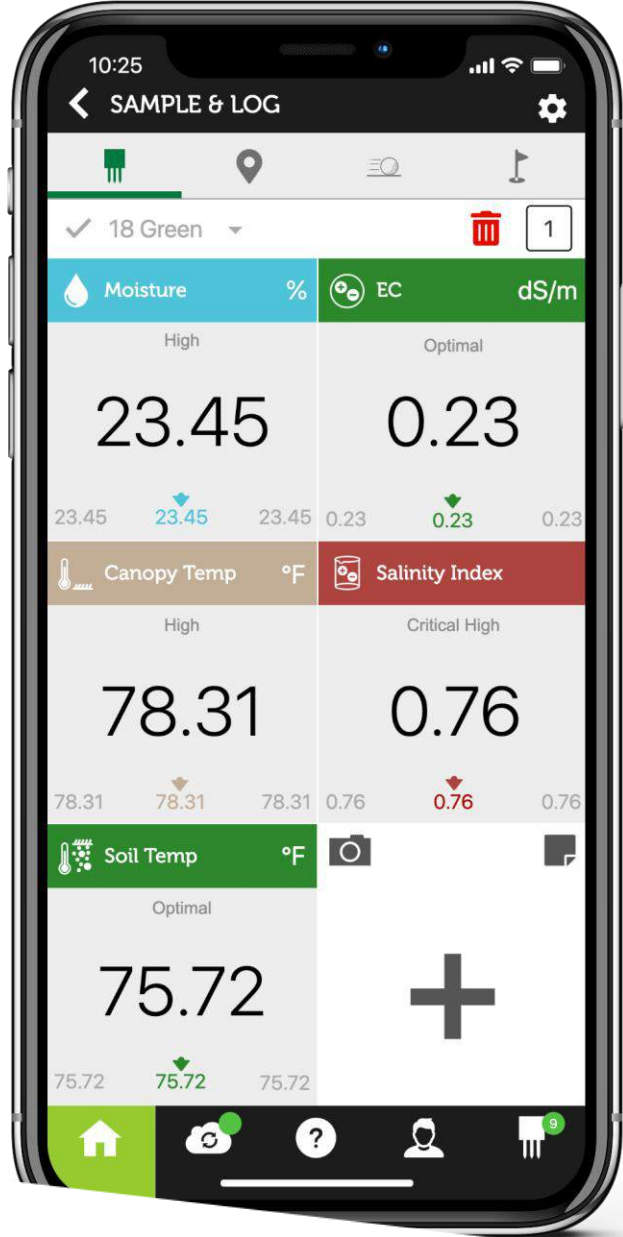 10:25
SAMPLE & LOG
18 Green
1
Moisture %
EC dS/m
High
Optimal
23.45
0.23
23.45 23.45 23.45
0.23 0.23 0.23
Canopy Temp °F
Salinity Index
High
Critical High
78.31
0.76
78.31 78.31 78.31
0.76 0.76 0.76
Soil Temp °F
Optimal
75.72
75.72 75.72 75.72
?
9